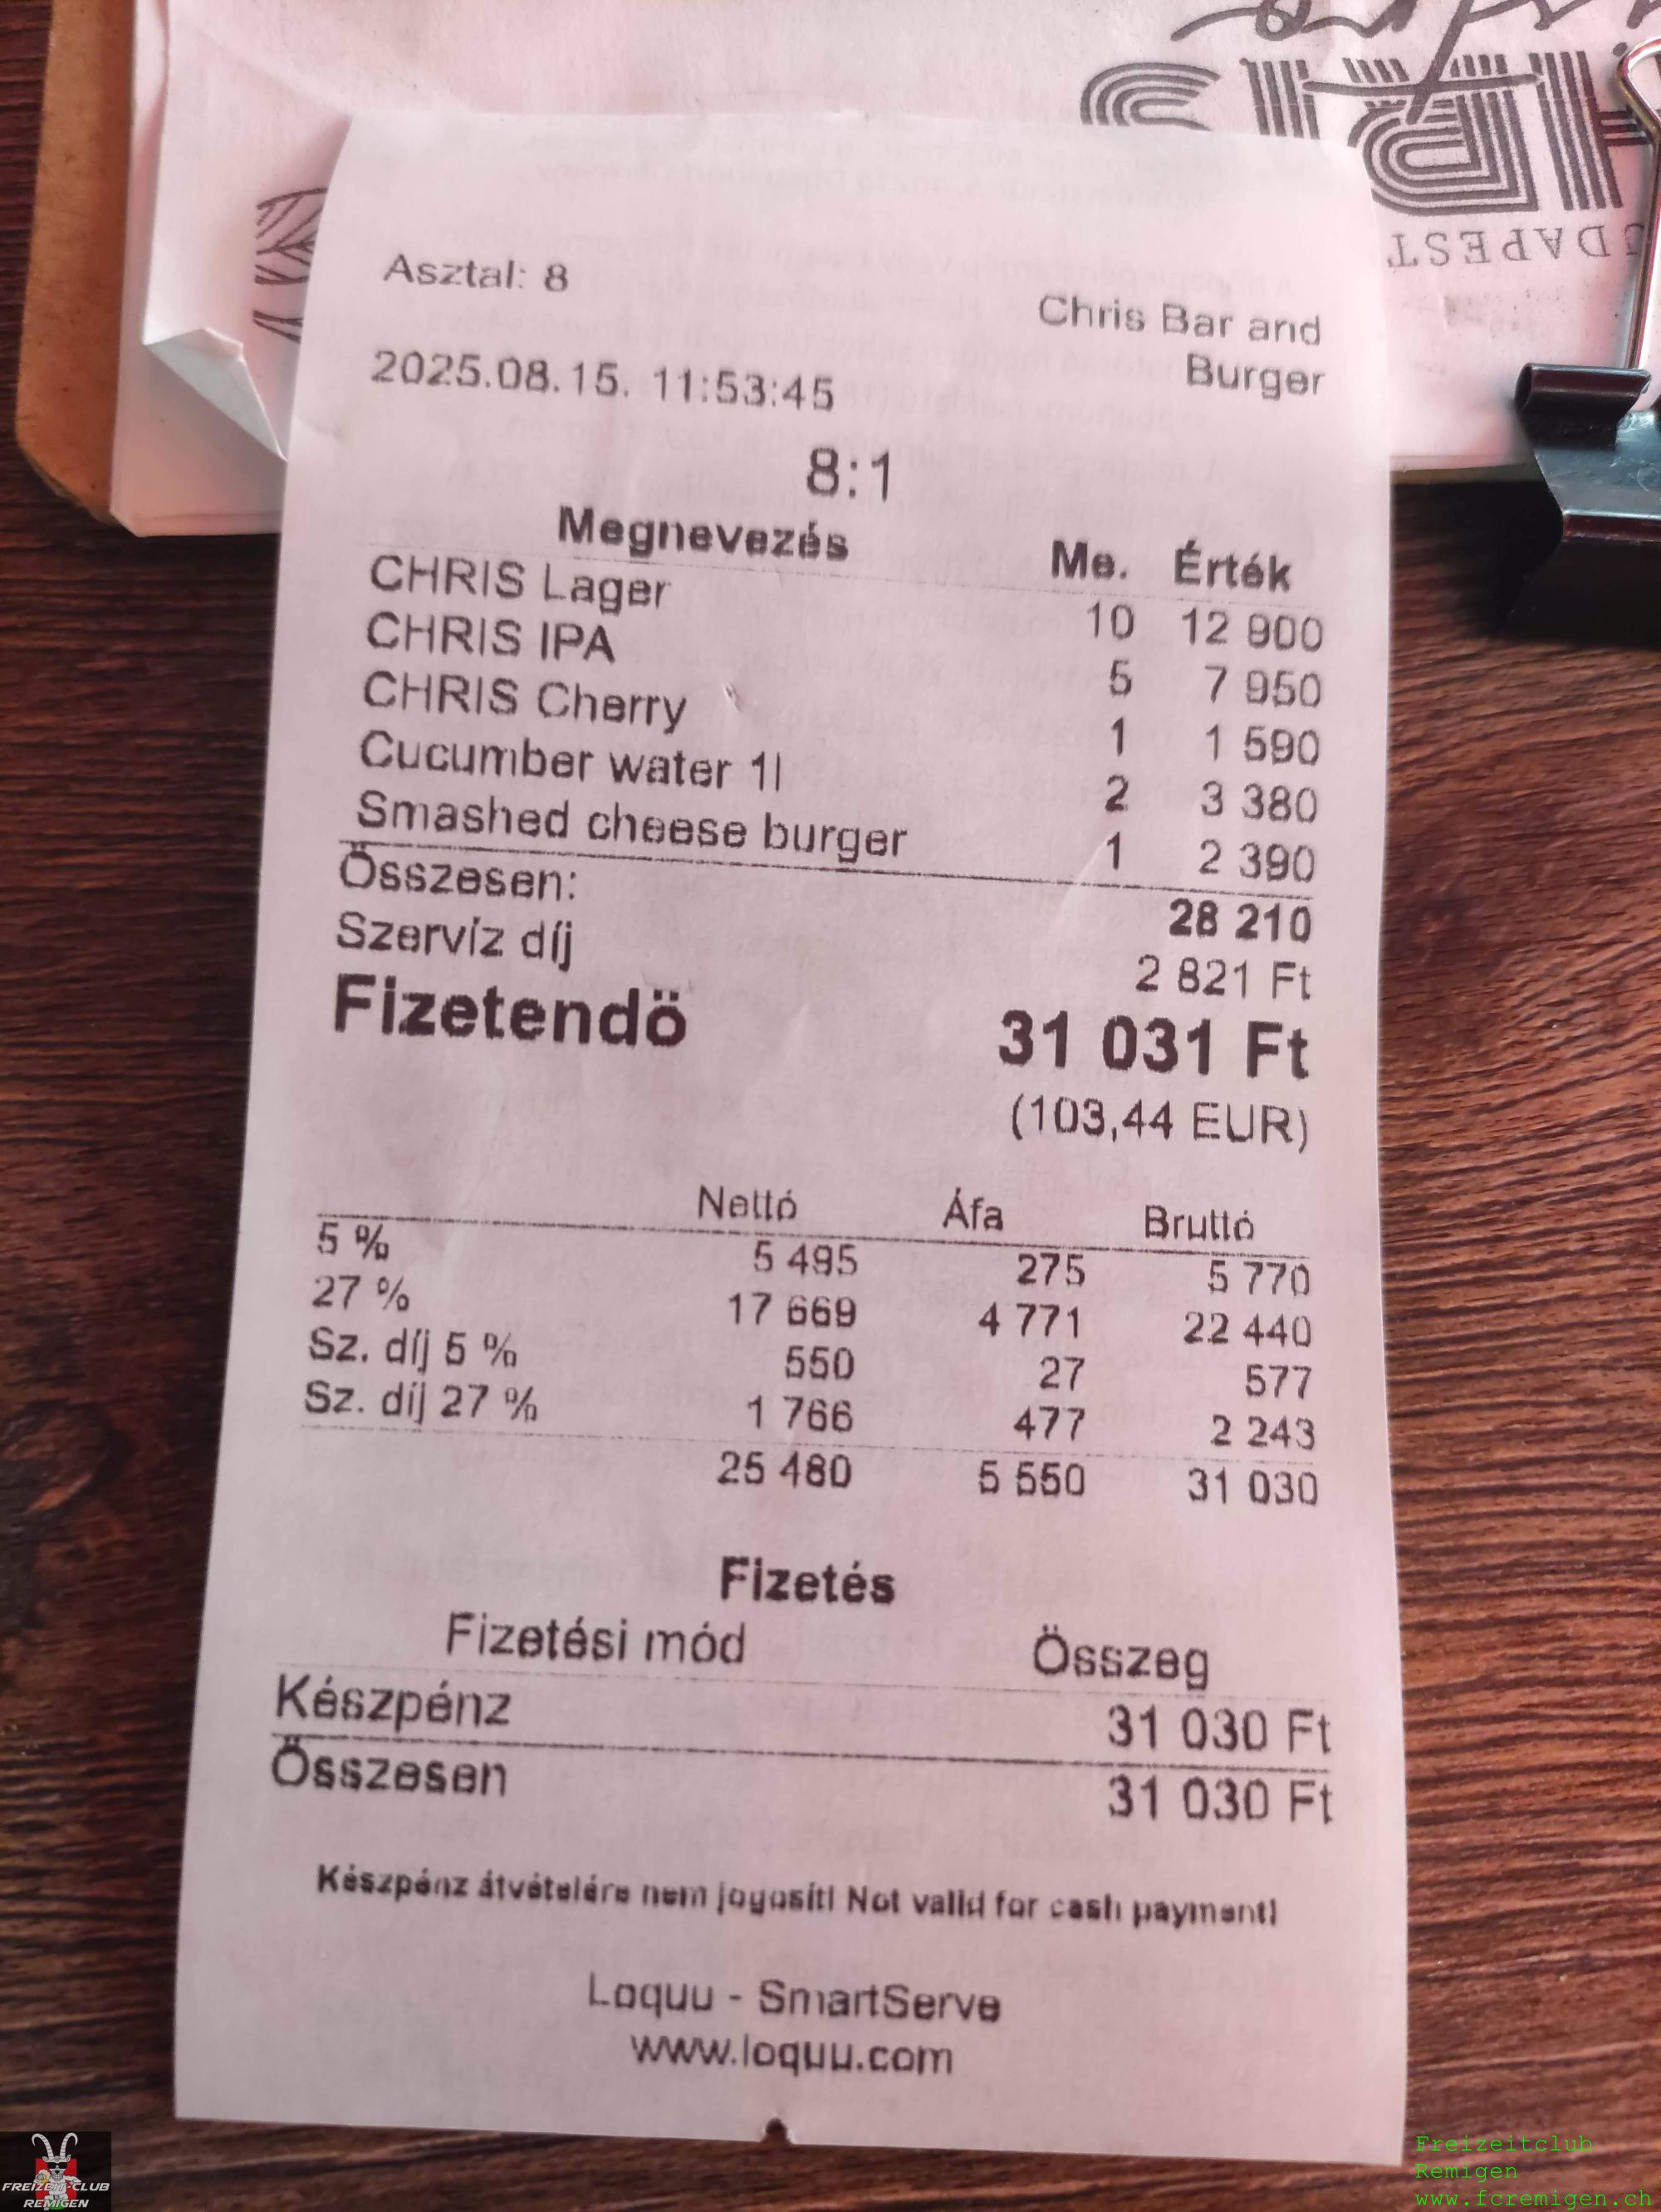 BUDAPEST
Asztal: 8
Chris Bar and
Burger
2025.08.15. 11:53:45
8:1
Megnevezés Me. Érték
CHRIS Lager 10 12 900
CHRIS IPA 5 7 950
CHRIS Cherry 1 1 590
Cucumber water 1l 2 3 380
Smashed cheese burger 1 2 390
Összesen: 28 210
Szervíz díj 2 821 Ft
Fizetendö 31 031 Ft
(103,44 EUR)
Nettó Áfa Bruttó
5 % 5 495 275 5 770
27 % 17 669 4 771 22 440
Sz. díj 5 % 550 27 577
Sz. díj 27 % 1 766 477 2 243
25 480 5 550 31 030
Fizetés
Fizetési mód Összeg
Készpénz 31 030 Ft
Összesen 31 030 Ft
Készpénz átvételére nem jogosít! Not valid for cash payment!
Loquu - SmartServe
www.loquu.com
FREIZEIT-CLUB
REMIGEN
Freizeitclub
Remigen
www.fcremigen.ch